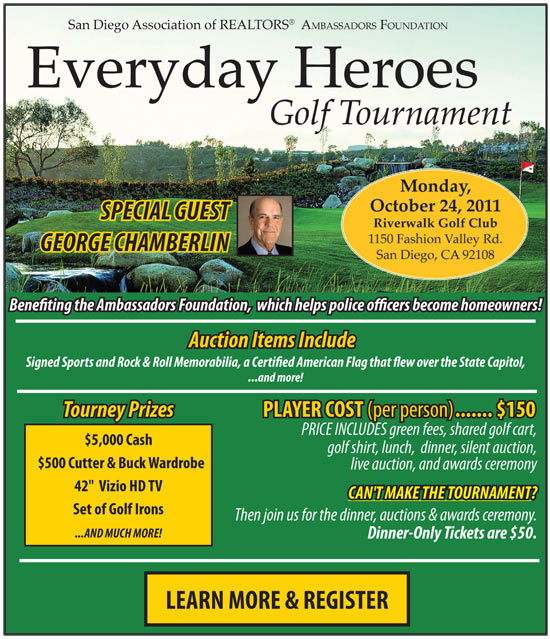 San Diego Association of REALTORS® AMBASSADORS FOUNDATION
Everyday Heroes
Golf Tournament
SPECIAL GUEST
GEORGE CHAMBERLIN
Monday,
October 24, 2011
Riverwalk Golf Club
1150 Fashion Valley Rd.
San Diego, CA 92108
Benefiting the Ambassadors Foundation, which helps police officers become homeowners!
Auction Items Include
Signed Sports and Rock & Roll Memorabilia, a Certified American Flag that flew over the State Capitol,
...and more!
Tourney Prizes
$5,000 Cash
$500 Cutter & Buck Wardrobe
42" Vizio HD TV
Set of Golf Irons
...AND MUCH MORE!
PLAYER COST (per person)....... $150
PRICE INCLUDES green fees, shared golf cart,
golf shirt, lunch, dinner, silent auction,
live auction, and awards ceremony
CAN'T MAKE THE TOURNAMENT?
Then join us for the dinner, auctions & awards ceremony.
Dinner-Only Tickets are $50.
LEARN MORE & REGISTER